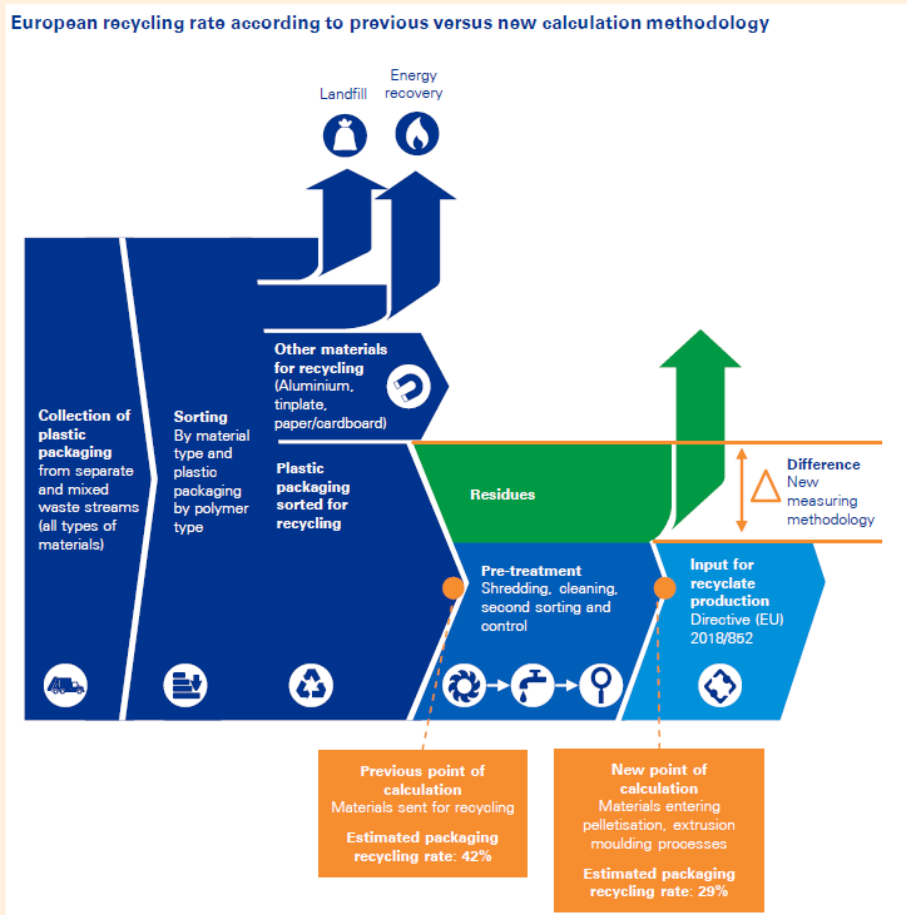 European recycling rate according to previous versus new calculation methodology
Landfill
Energy
recovery
Other materials
for recycling
(Aluminium,
tinplate,
paper/cardboard)
Collection of
plastic
packaging
from separate
and mixed
waste streams
(all types of
materials)
Sorting
By material
type and
plastic
packaging
by polymer
type
Plastic
packaging
sorted for
recycling
Residues
Difference
New
measuring
methodology
Pre-treatment
Shredding, cleaning,
second sorting and
control
Input for
recyclate
production
Directive (EU)
2018/852
Previous point of
calculation
Materials sent for recycling
Estimated packaging
recycling rate: 42%
New point of
calculation
Materials entering
pelletisation, extrusion
moulding processes
Estimated packaging
recycling rate: 29%